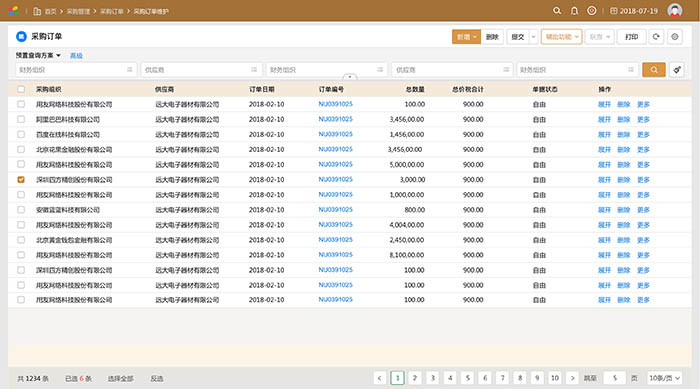 首页 > 采购管理 > 采购订单 > 采购订单维护 2018-07-19
采购订单 新增 删除 提交 辅助功能 联查 打印
预置查询方案 高级
财务组织 供应商 财务组织 供应商 财务组织
采购组织 供应商 订单日期 订单编号 总数量 总价税合计 单据状态 操作
用友网络科技股份有限公司 远大电子器材有限公司 2018-02-10 NU0391025 100.00 900.00 自由 展开 删除 更多
阿里巴巴科技有限公司 远大电子器材有限公司 2018-02-10 NU0391025 3,456,00.00 900.00 自由 展开 删除 更多
百度在线科技有限公司 远大电子器材有限公司 2018-02-10 NU0391025 1,456,00.00 900.00 自由 展开 删除 更多
北京花果金融股份有限公司 远大电子器材有限公司 2018-02-10 NU0391025 3,456,00.00 900.00 自由 展开 删除 更多
用友网络科技股份有限公司 远大电子器材有限公司 2018-02-10 NU0391025 5,000,00.00 900.00 自由 展开 删除 更多
深圳四方精创股份有限公司 远大电子器材有限公司 2018-02-10 NU0391025 3,000.00 900.00 自由 展开 删除 更多
用友网络科技股份有限公司 远大电子器材有限公司 2018-02-10 NU0391025 1,000,00.00 900.00 自由 展开 删除 更多
安徽蓝蓝科技有限公司 远大电子器材有限公司 2018-02-10 NU0391025 800.00 900.00 自由 展开 删除 更多
用友网络科技股份有限公司 远大电子器材有限公司 2018-02-10 NU0391025 4,004,00.00 900.00 自由 展开 删除 更多
北京黃金钱包金融有限公司 远大电子器材有限公司 2018-02-10 NU0391025 2,450,00.00 900.00 自由 展开 删除 更多
用友网络科技股份有限公司 远大电子器材有限公司 2018-02-10 NU0391025 8,100,00.00 900.00 自由 展开 删除 更多
深圳四方精创股份有限公司 远大电子器材有限公司 2018-02-10 NU0391025 100.00 900.00 自由 展开 删除 更多
用友网络科技股份有限公司 远大电子器材有限公司 2018-02-10 NU0391025 100.00 900.00 自由 展开 删除 更多
用友网络科技股份有限公司 远大电子器材有限公司 2018-02-10 NU0391025 100.00 900.00 自由 展开 删除 更多
共 1234 条 已选 6 条 选择全部 反选 < 1 2 3 4 5 6 7 8 9 10 > 跳至 5 页 10条/页